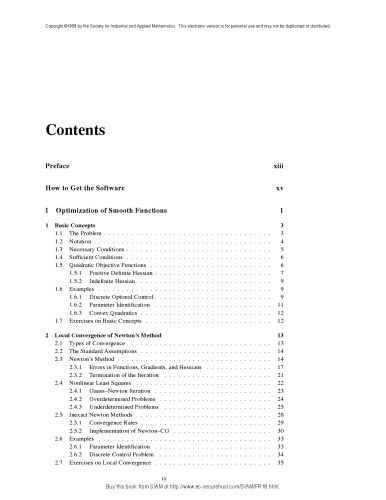 Copyright ©1999 by the Society for Industrial and Applied Mathematics. This electronic version is for personal use and may not be duplicated or distributed.
Contents
Preface xiii
How to Get the Software xv
I Optimization of Smooth Functions 1
1 Basic Concepts 3
1.1 The Problem . . . . . . . . . . . . . . . . . . . . 3
1.2 Notation . . . . . . . . . . . . . . . . . . . . 4
1.3 Necessary Conditions . . . . . . . . . . . . . . . . . . . . 5
1.4 Sufficient Conditions . . . . . . . . . . . . . . . . . . . . 6
1.5 Quadratic Objective Functions . . . . . . . . . . . . . . . . . . . . 6
1.5.1 Positive Definite Hessian . . . . . . . . . . . . . . . . . . . . 7
1.5.2 Indefinite Hessian . . . . . . . . . . . . . . . . . . . . 9
1.6 Examples . . . . . . . . . . . . . . . . . . . . 9
1.6.1 Discrete Optimal Control . . . . . . . . . . . . . . . . . . . . 9
1.6.2 Parameter Identification . . . . . . . . . . . . . . . . . . . . 11
1.6.3 Convex Quadratics . . . . . . . . . . . . . . . . . . . . 12
1.7 Exercises on Basic Concepts . . . . . . . . . . . . . . . . . . . . 12
2 Local Convergence of Newton's Method 13
2.1 Types of Convergence . . . . . . . . . . . . . . . . . . . . 13
2.2 The Standard Assumptions . . . . . . . . . . . . . . . . . . . . 14
2.3 Newton's Method . . . . . . . . . . . . . . . . . . . . 14
2.3.1 Errors in Functions, Gradients, and Hessians . . . . . . . . . . . . 17
2.3.2 Termination of the Iteration . . . . . . . . . . . . . . . . . . . . 21
2.4 Nonlinear Least Squares . . . . . . . . . . . . . . . . . . . . 22
2.4.1 Gauss–Newton Iteration . . . . . . . . . . . . . . . . . . . . 23
2.4.2 Overdetermined Problems . . . . . . . . . . . . . . . . . . . . 24
2.4.3 Underdetermined Problems . . . . . . . . . . . . . . . . . . . . 25
2.5 Inexact Newton Methods . . . . . . . . . . . . . . . . . . . . 28
2.5.1 Convergence Rates . . . . . . . . . . . . . . . . . . . . 29
2.5.2 Implementation of Newton–CG . . . . . . . . . . . . . . . . . . . . 30
2.6 Examples . . . . . . . . . . . . . . . . . . . . 33
2.6.1 Parameter Identification . . . . . . . . . . . . . . . . . . . . 33
2.6.2 Discrete Control Problem . . . . . . . . . . . . . . . . . . . . 34
2.7 Exercises on Local Convergence . . . . . . . . . . . . . . . . . . . . 35
ix
Buy this book from SIAM at http://www.ec-securehost.com/SIAM/FR18.html.